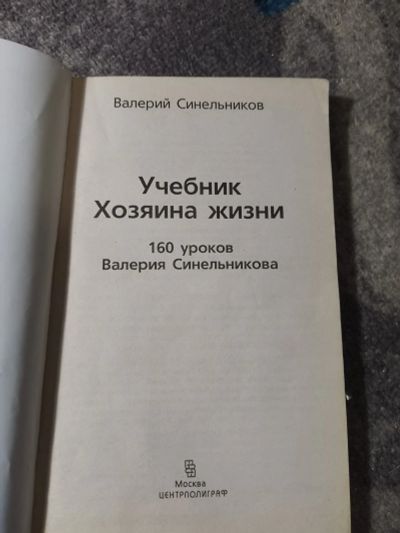 Валерий Синельников
Учебник
Хозяина жизни
160 уроков
Валерия Синельникова
Москва
ЦЕНТРПОЛИГРАФ